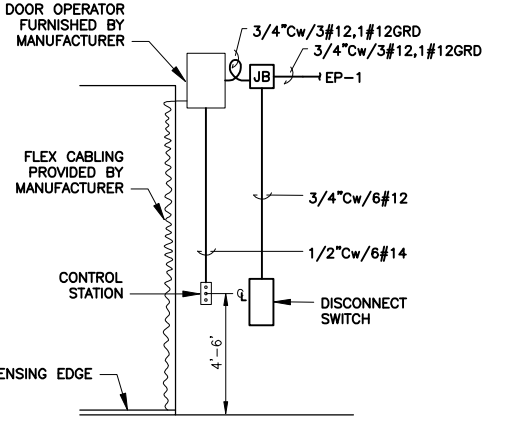 DOOR OPERATOR
FURNISHED BY
MANUFACTURER
3/4"Cw/3#12,1#12GRD
3/4"Cw/3#12,1#12GRD
JB
EP-1
FLEX CABLING
PROVIDED BY
MANUFACTURER
3/4"Cw/6#12
1/2"Cw/6#14
CONTROL
STATION
℄
DISCONNECT
SWITCH
4'-6'
ENSING EDGE